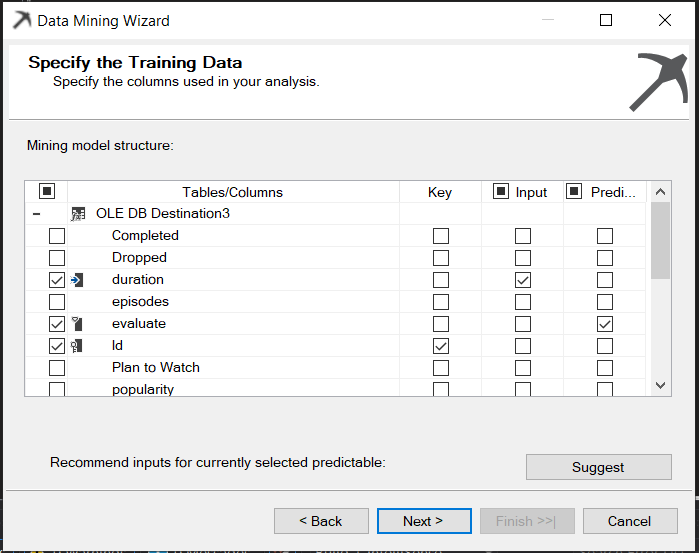 Data Mining Wizard
Specify the Training Data
Specify the columns used in your analysis.
Mining model structure:
Tables/Columns Key Input Predi...
OLE DB Destination3
Completed
Dropped
duration
episodes
evaluate
Id
Plan to Watch
popularity
Recommend inputs for currently selected predictable:
Suggest
< Back Next > Finish >>| Cancel